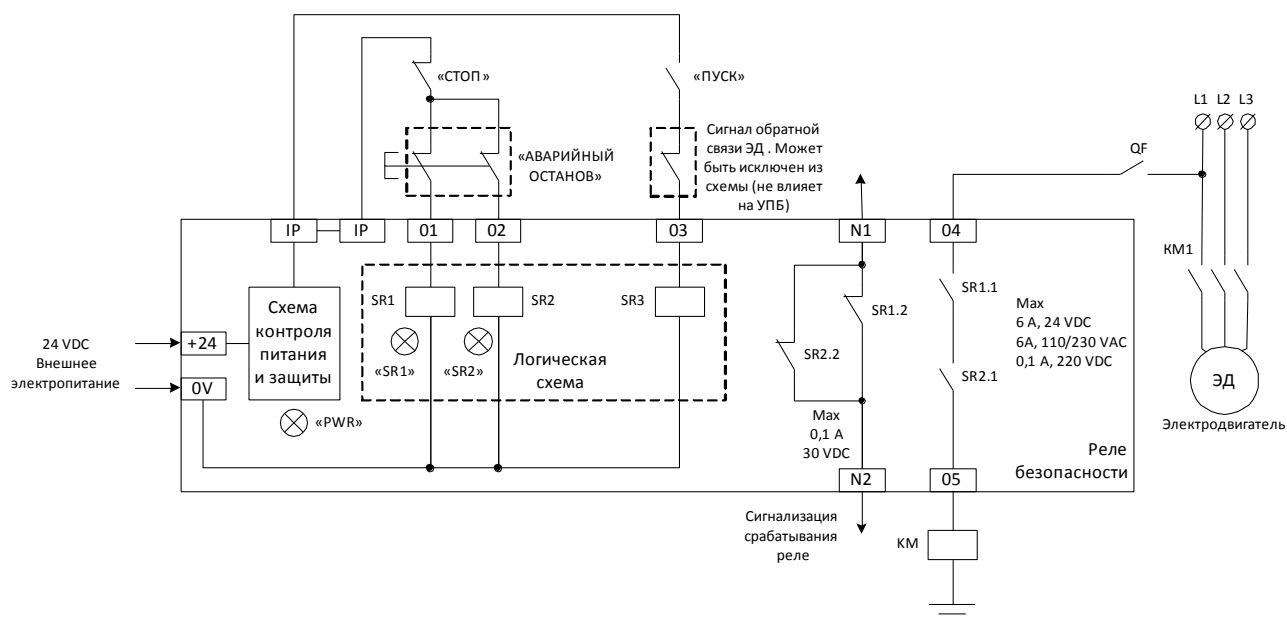 «СТОП»
«ПУСК»
L1 L2 L3
Сигнал обратной
связи ЭД . Может
быть исключен из
схемы (не влияет
на УПБ)
«АВАРИЙНЫЙ
ОСТАНОВ»
QF
IP IP 01 02 03 N1 04
KM1
Схема
контроля
питания
и защиты
SR1 SR2 SR3
SR1.2
SR1.1
Max
6 A, 24 VDC
6A, 110/230 VAC
0,1 A, 220 VDC
24 VDC
Внешнее
электропитание
+24
0V
«SR1» «SR2»
Логическая
схема
SR2.2
SR2.1
ЭД
Электродвигатель
«PWR»
Max
0,1 A
30 VDC
Реле
безопасности
N2 05
Сигнализация
срабатывания
реле
KM